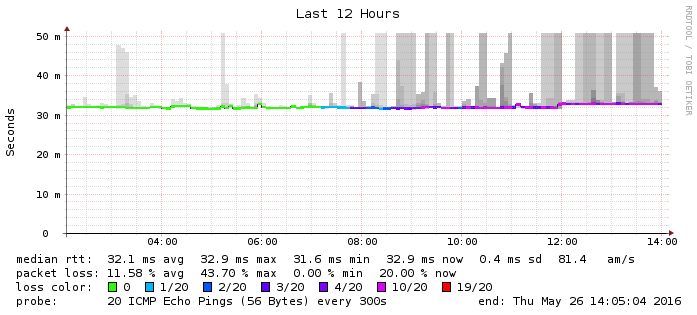 Last 12 Hours
RRDTOOL / TOBI OETIKER
Seconds
50 m
40 m
30 m
20 m
10 m
0
04:00 06:00 08:00 10:00 12:00 14:00
median rtt: 32.1 ms avg 32.9 ms max 31.6 ms min 32.9 ms now 0.4 ms sd 81.4 am/s
packet loss: 11.58 % avg 43.70 % max 0.00 % min 20.00 % now
loss color: 0 1/20 2/20 3/20 4/20 10/20 19/20
probe: 20 ICMP Echo Pings (56 Bytes) every 300s end: Thu May 26 14:05:04 2016